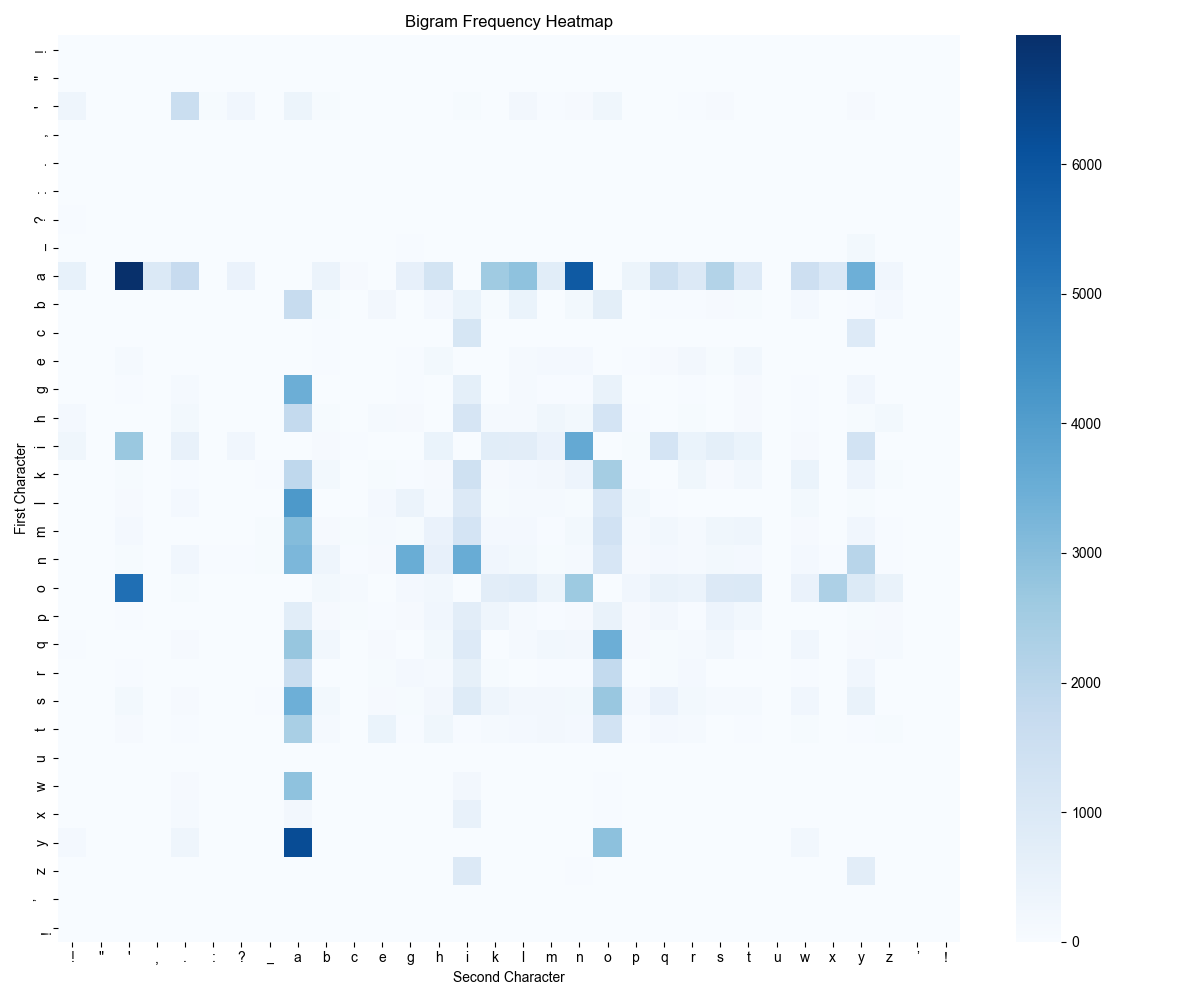 Bigram Frequency Heatmap
First Character
!
"
'
,
.
:
?
_
a
b
c
e
g
h
i
k
l
m
n
o
p
q
r
s
t
u
w
x
y
z
’
!
! " ' , . : ? _ a b c e g h i k l m n o p q r s t u w x y z ’ !
Second Character
6000
5000
4000
3000
2000
1000
0